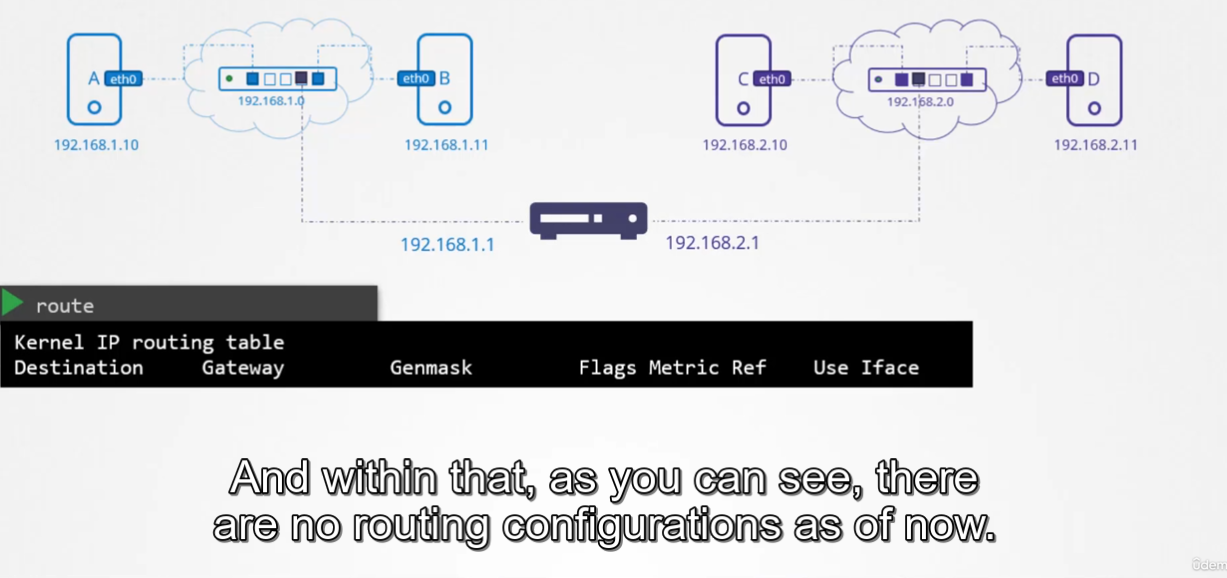 A eth0
eth0 B
C eth0
eth0 D
192.168.1.0
192.168.2.0
192.168.1.10
192.168.1.11
192.168.2.10
192.168.2.11
192.168.1.1
192.168.2.1
route
Kernel IP routing table
Destination Gateway Genmask Flags Metric Ref Use Iface
And within that, as you can see, there
are no routing configurations as of now.